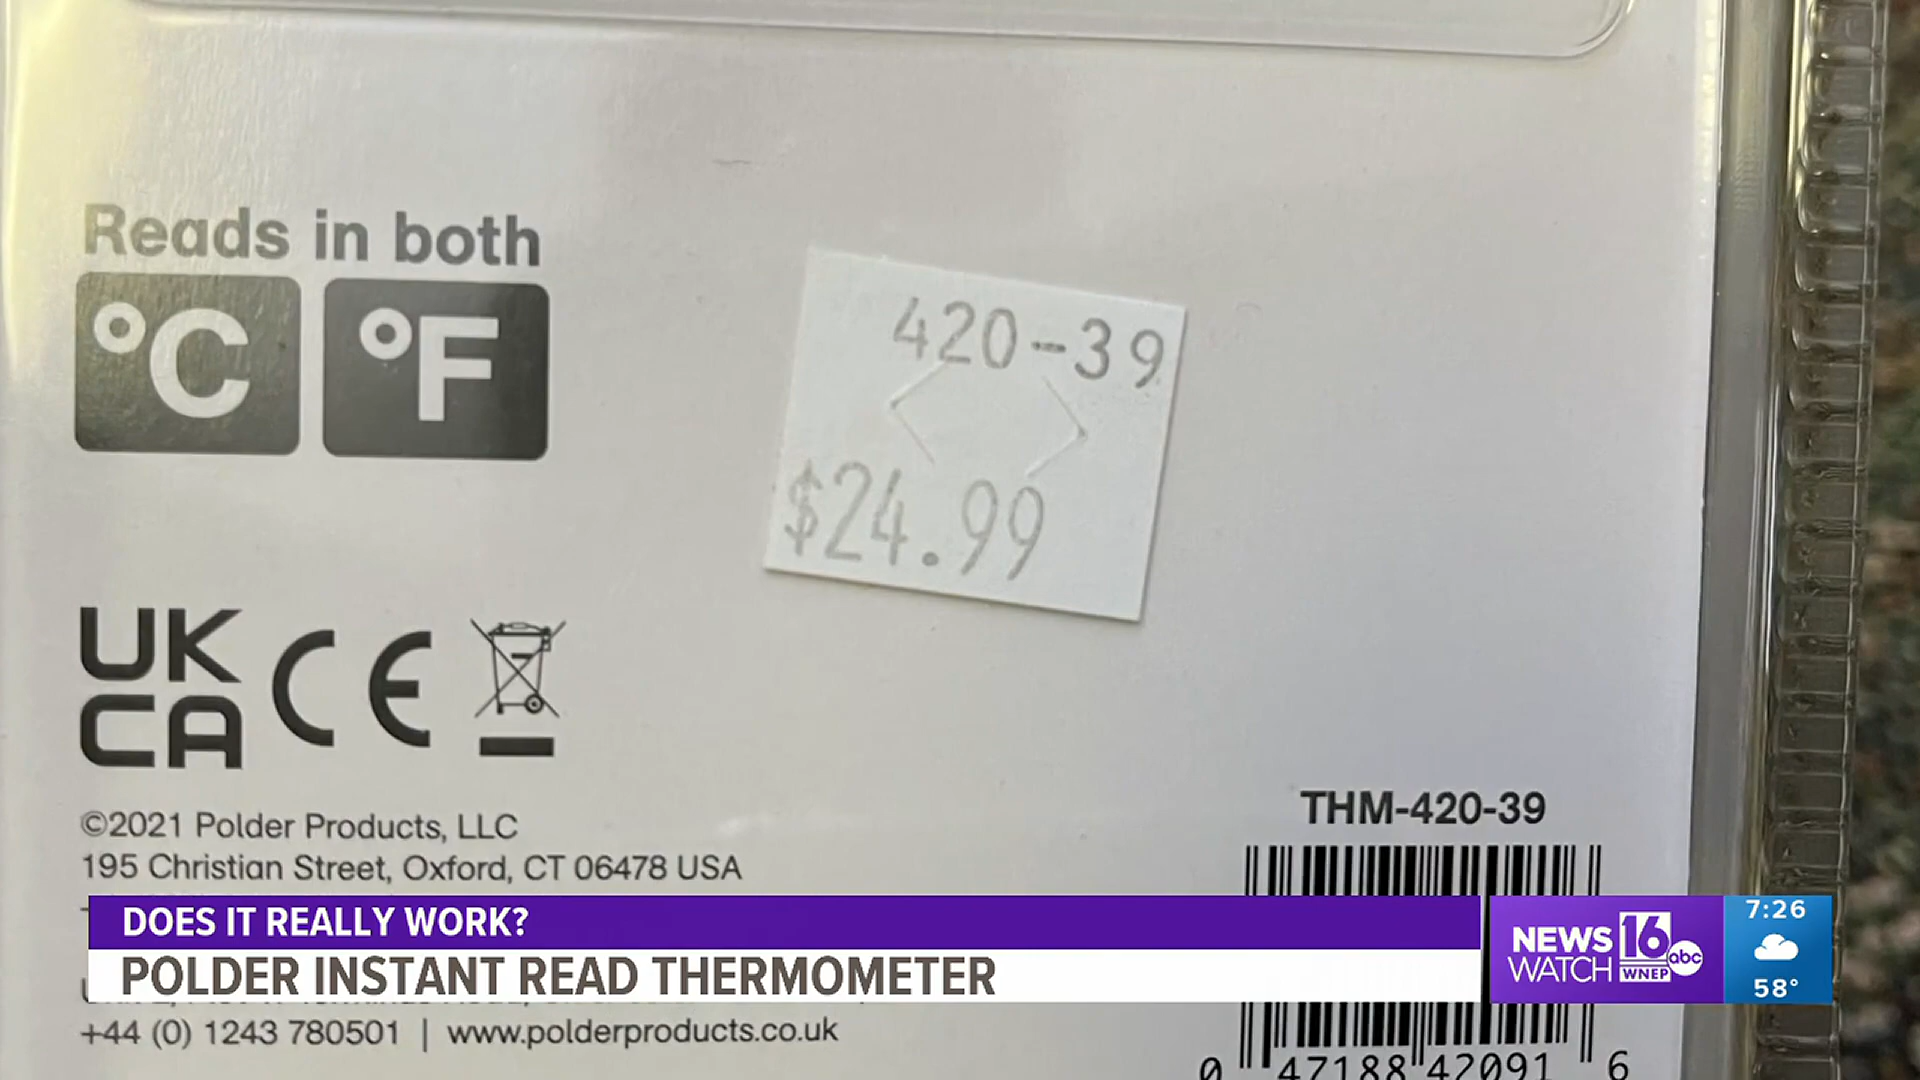 Reads in both
°C °F
420-39
$24.99
UK
CA CE
THM-420-39
©2021 Polder Products, LLC
195 Christian Street, Oxford, CT 06478 USA
DOES IT REALLY WORK?
POLDER INSTANT READ THERMOMETER
NEWS
WATCH
16
WNEP
abc
7:26
58°
+44 (0) 1243 780501 | www.polderproducts.co.uk
0 47188 42091 6